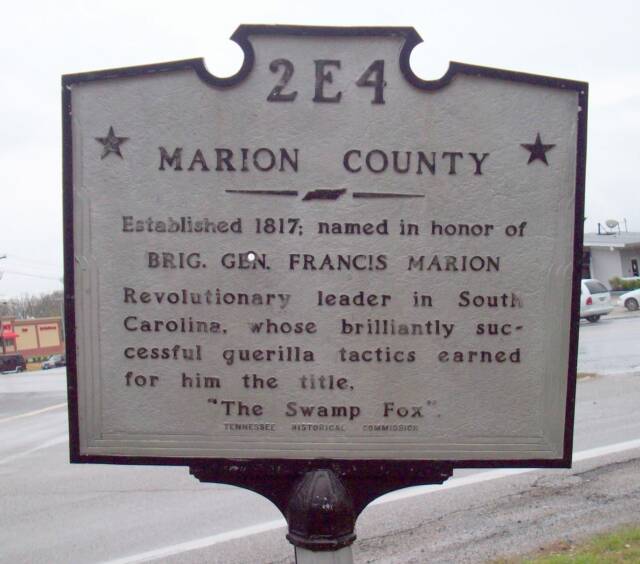 2E4
MARION COUNTY
Established 1817; named in honor of
BRIG. GEN. FRANCIS MARION
Revolutionary leader in South
Carolina, whose brilliantly suc-
cessful guerilla tactics earned
for him the title,
"The Swamp Fox".
TENNESSEE HISTORICAL COMMISSION